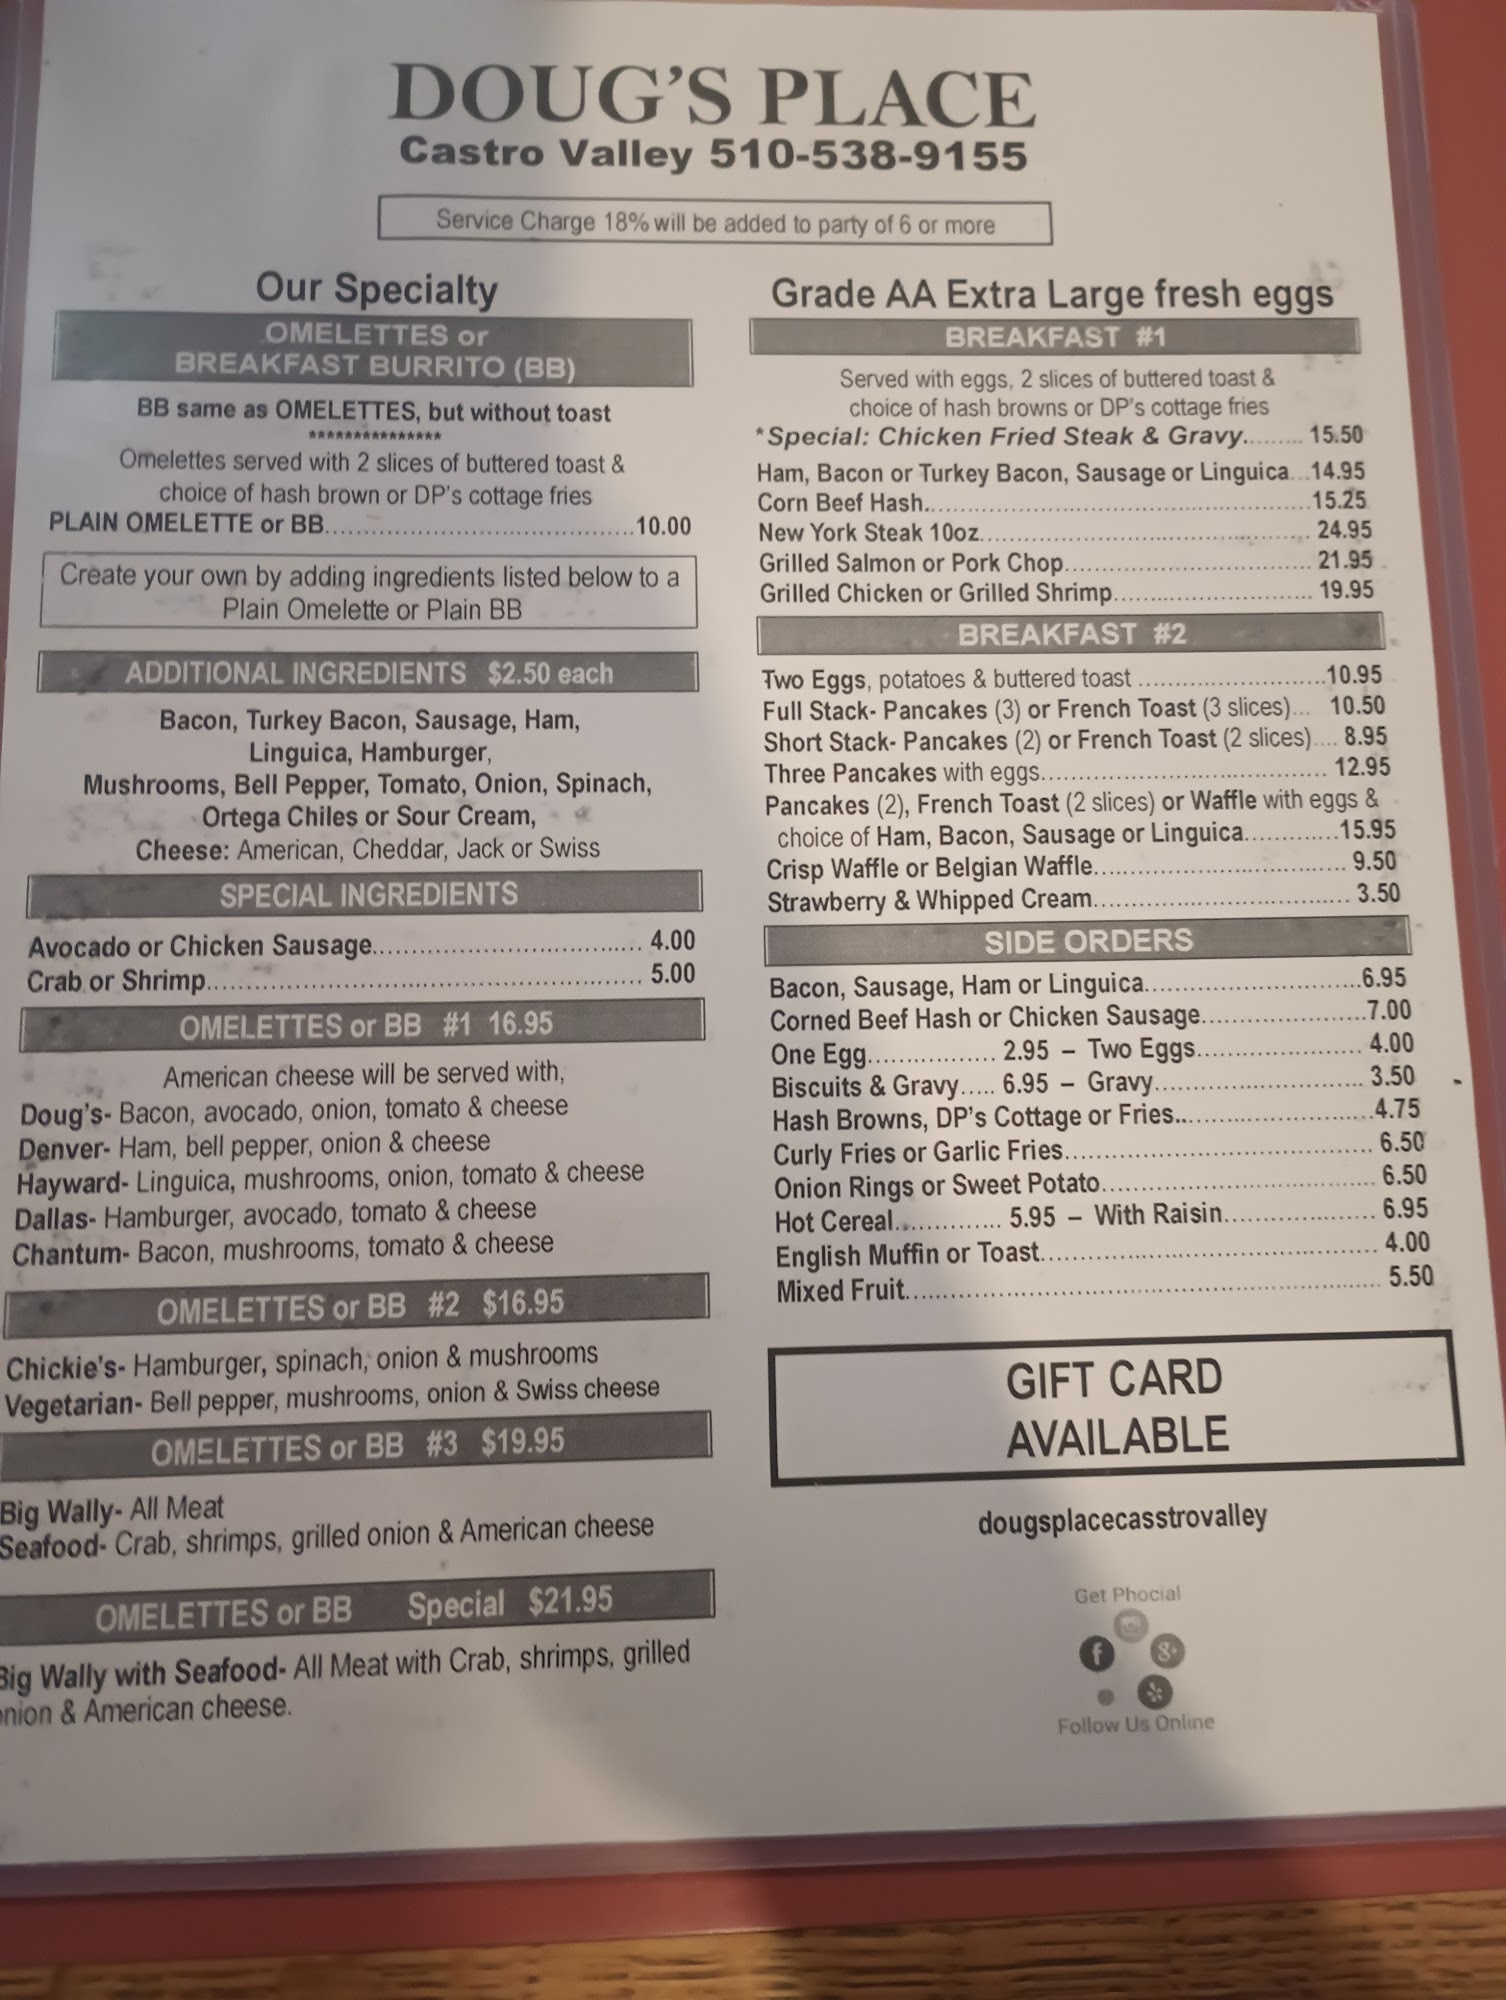 DOUG'S PLACE
Castro Valley 510-538-9155
Service Charge 18% will be added to party of 6 or more
Our Specialty
OMELETTES or
BREAKFAST BURRITO (BB)
BB same as OMELETTES, but without toast
***************
Omelettes served with 2 slices of buttered toast &
choice of hash brown or DP's cottage fries
PLAIN OMELETTE or BB 10.00
Create your own by adding ingredients listed below to a
Plain Omelette or Plain BB
ADDITIONAL INGREDIENTS $2.50 each
Bacon, Turkey Bacon, Sausage, Ham,
Linguica, Hamburger,
Mushrooms, Bell Pepper, Tomato, Onion, Spinach,
Ortega Chiles or Sour Cream,
Cheese: American, Cheddar, Jack or Swiss
SPECIAL INGREDIENTS
Avocado or Chicken Sausage 4.00
Crab or Shrimp 5.00
OMELETTES or BB #1 16.95
American cheese will be served with,
Doug's- Bacon, avocado, onion, tomato & cheese
Denver- Ham, bell pepper, onion & cheese
Hayward- Linguica, mushrooms, onion, tomato & cheese
Dallas- Hamburger, avocado, tomato & cheese
Chantum- Bacon, mushrooms, tomato & cheese
OMELETTES or BB #2 $16.95
Chickie's- Hamburger, spinach, onion & mushrooms
Vegetarian- Bell pepper, mushrooms, onion & Swiss cheese
OMELETTES or BB #3 $19.95
Big Wally- All Meat
Seafood- Crab, shrimps, grilled onion & American cheese
OMELETTES or BB Special $21.95
Big Wally with Seafood- All Meat with Crab, shrimps, grilled
onion & American cheese.
Grade AA Extra Large fresh eggs
BREAKFAST #1
Served with eggs, 2 slices of buttered toast &
choice of hash browns or DP's cottage fries
*Special: Chicken Fried Steak & Gravy 15.50
Ham, Bacon or Turkey Bacon, Sausage or Linguica 14.95
Corn Beef Hash 15.25
New York Steak 10oz 24.95
Grilled Salmon or Pork Chop 21.95
Grilled Chicken or Grilled Shrimp 19.95
BREAKFAST #2
Two Eggs, potatoes & buttered toast 10.95
Full Stack- Pancakes (3) or French Toast (3 slices) 10.50
Short Stack- Pancakes (2) or French Toast (2 slices) 8.95
Three Pancakes with eggs 12.95
Pancakes (2), French Toast (2 slices) or Waffle with eggs &
choice of Ham, Bacon, Sausage or Linguica 15.95
Crisp Waffle or Belgian Waffle 9.50
Strawberry & Whipped Cream 3.50
SIDE ORDERS
Bacon, Sausage, Ham or Linguica 6.95
Corned Beef Hash or Chicken Sausage 7.00
One Egg 2.95 – Two Eggs 4.00
Biscuits & Gravy 6.95 – Gravy 3.50
Hash Browns, DP's Cottage or Fries 4.75
Curly Fries or Garlic Fries 6.50
Onion Rings or Sweet Potato 6.50
Hot Cereal 5.95 – With Raisin 6.95
English Muffin or Toast 4.00
Mixed Fruit 5.50
GIFT CARD
AVAILABLE
dougsplacecasstrovalley
Get Phocial
Follow Us Online